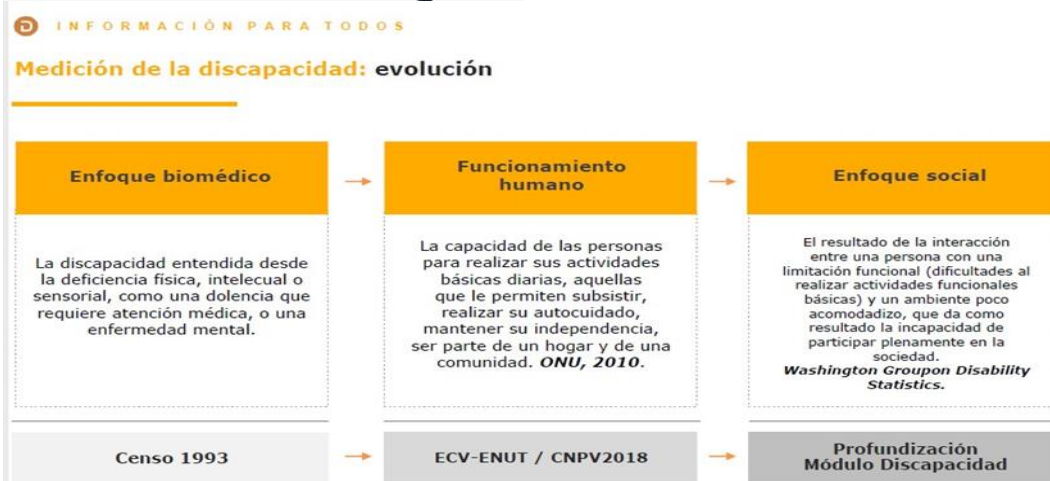 INFORMACIÓN PARA TODOS
Medición de la discapacidad: evolución
Enfoque biomédico
La discapacidad entendida desde
la deficiencia física, intelecual o
sensorial, como una dolencia que
requiere atención médica, o una
enfermedad mental.
Censo 1993
Funcionamiento
humano
La capacidad de las personas
para realizar sus actividades
básicas diarias, aquellas
que le permiten subsistir,
realizar su autocuidado,
mantener su independencia,
ser parte de un hogar y de una
comunidad. ONU, 2010.
ECV-ENUT / CNPV2018
Enfoque social
El resultado de la interacción
entre una persona con una
limitación funcional (dificultades al
realizar actividades funcionales
básicas) y un ambiente poco
acomodadizo, que da como
resultado la incapacidad de
participar plenamente en la
sociedad.
Washington Groupon Disability
Statistics.
Profundización
Módulo Discapacidad